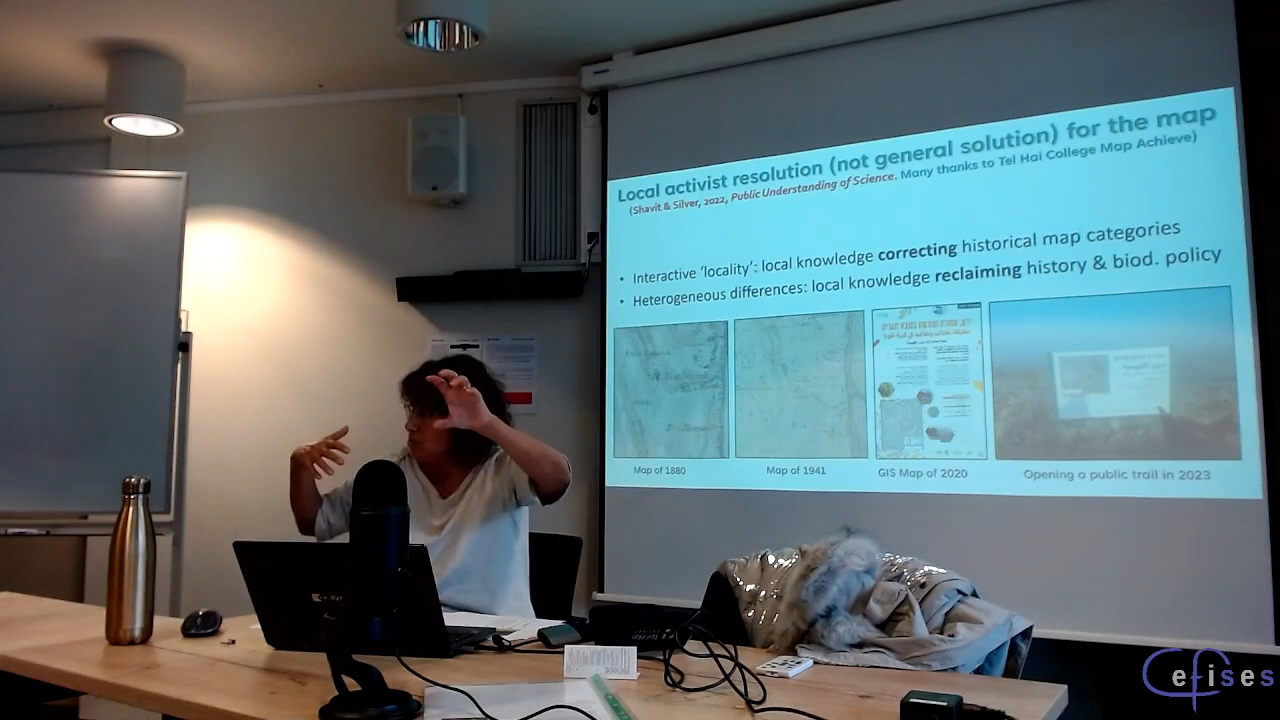 Local activist resolution (not general solution) for the map
(Shavit & Silver, 2022, Public Understanding of Science. Many thanks to Tel Hai College Map Achieve)
• Interactive 'locality': local knowledge correcting historical map categories
• Heterogeneous differences: local knowledge reclaiming history & biod. policy
Map of 1880
Map of 1941
GIS Map of 2020
Opening a public trail in 2023
Cefises